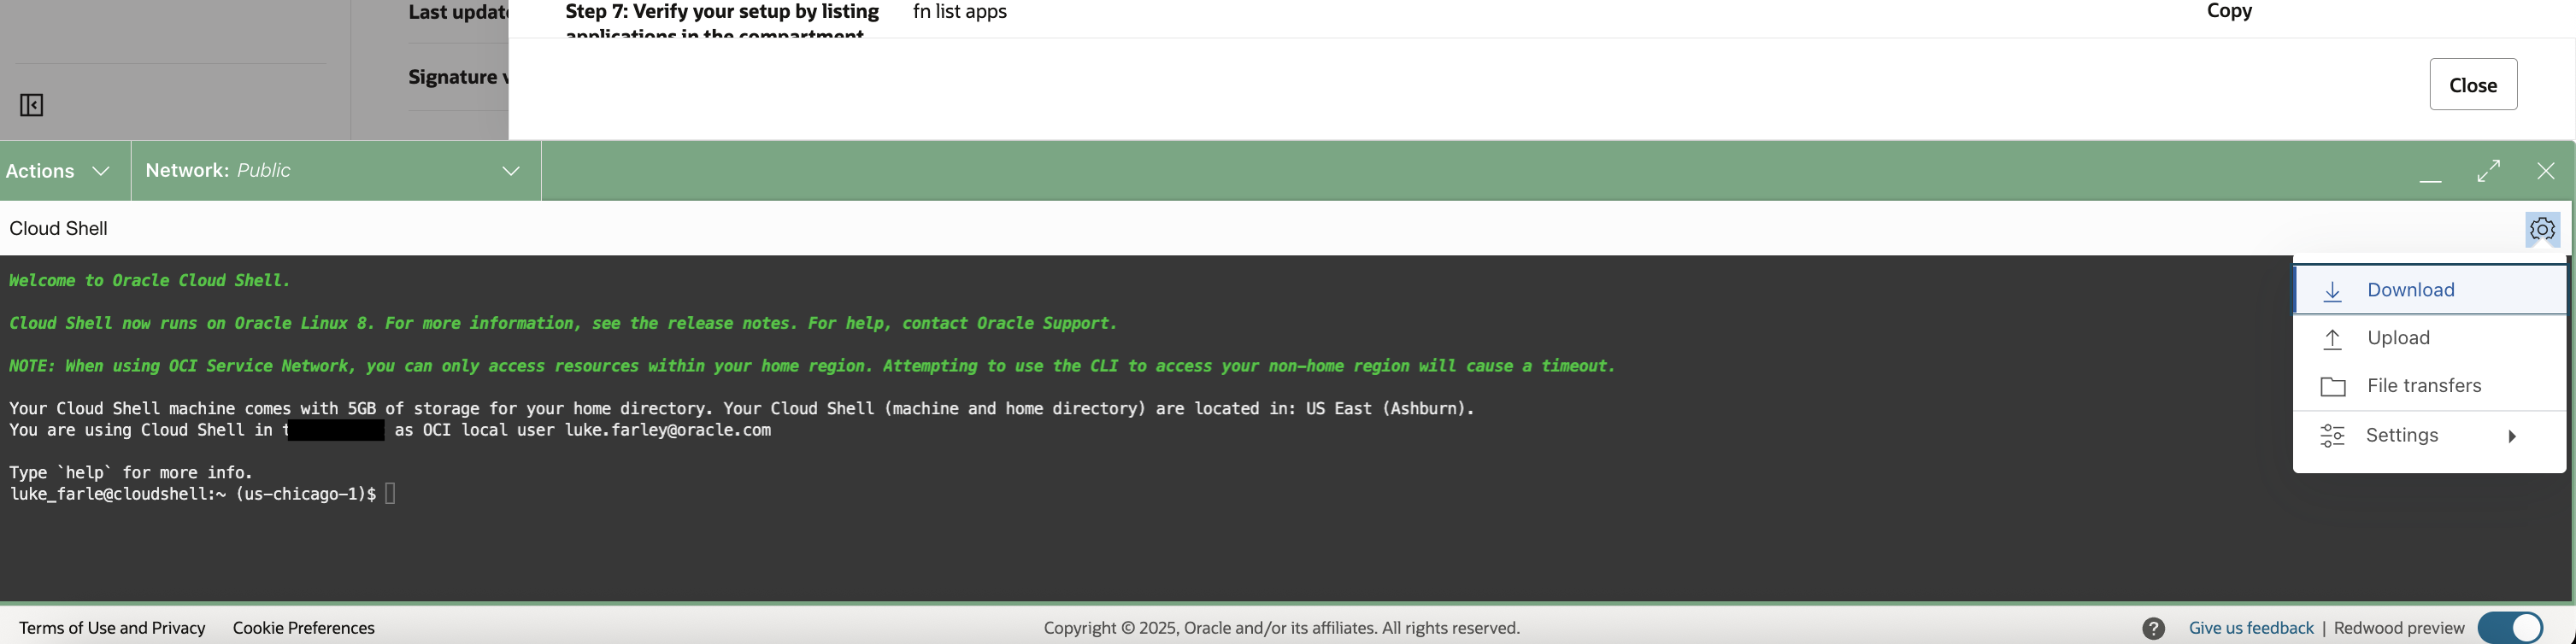 Last update
Step 7: Verify your setup by listing
fn list apps
Copy
applications in the compartment
Signature v
Close
Actions
Network: Public
Cloud Shell
Welcome to Oracle Cloud Shell.
Download
Cloud Shell now runs on Oracle Linux 8. For more information, see the release notes. For help, contact Oracle Support.
Upload
NOTE: When using OCI Service Network, you can only access resources within your home region. Attempting to use the CLI to access your non-home region will cause a timeout.
File transfers
Your Cloud Shell machine comes with 5GB of storage for your home directory. Your Cloud Shell (machine and home directory) are located in: US East (Ashburn).
You are using Cloud Shell in t as OCI local user luke.farley@oracle.com
Settings
Type `help` for more info.
luke_farle@cloudshell:~ (us-chicago-1)$
Terms of Use and Privacy
Cookie Preferences
Copyright © 2025, Oracle and/or its affiliates. All rights reserved.
? Give us feedback | Redwood preview